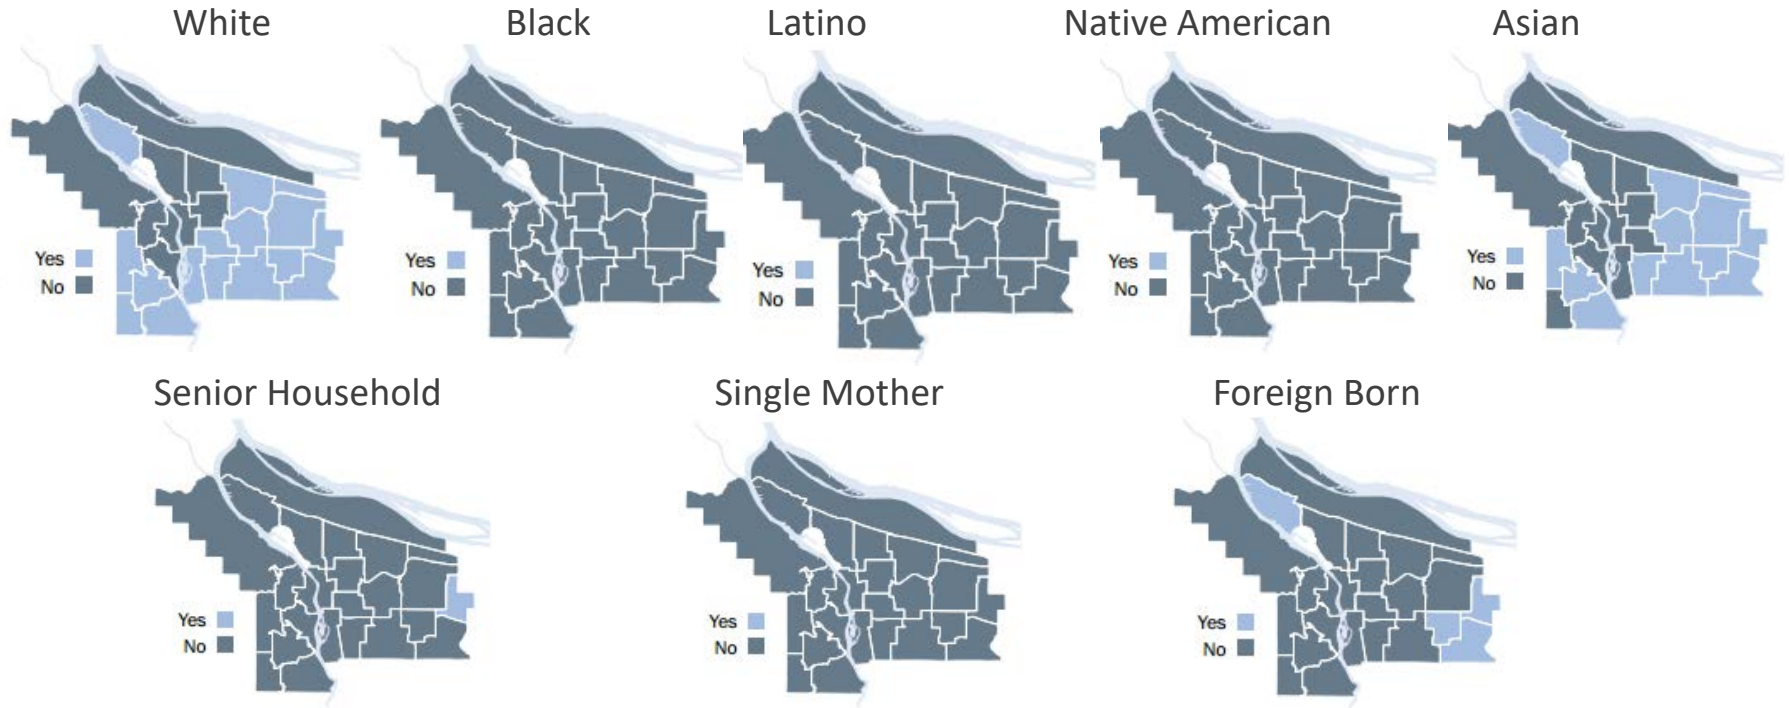 White
Black
Latino
Native American
Asian
Yes
No
Yes
No
Yes
No
Yes
No
Yes
No
Senior Household
Single Mother
Foreign Born
Yes
No
Yes
No
Yes
No